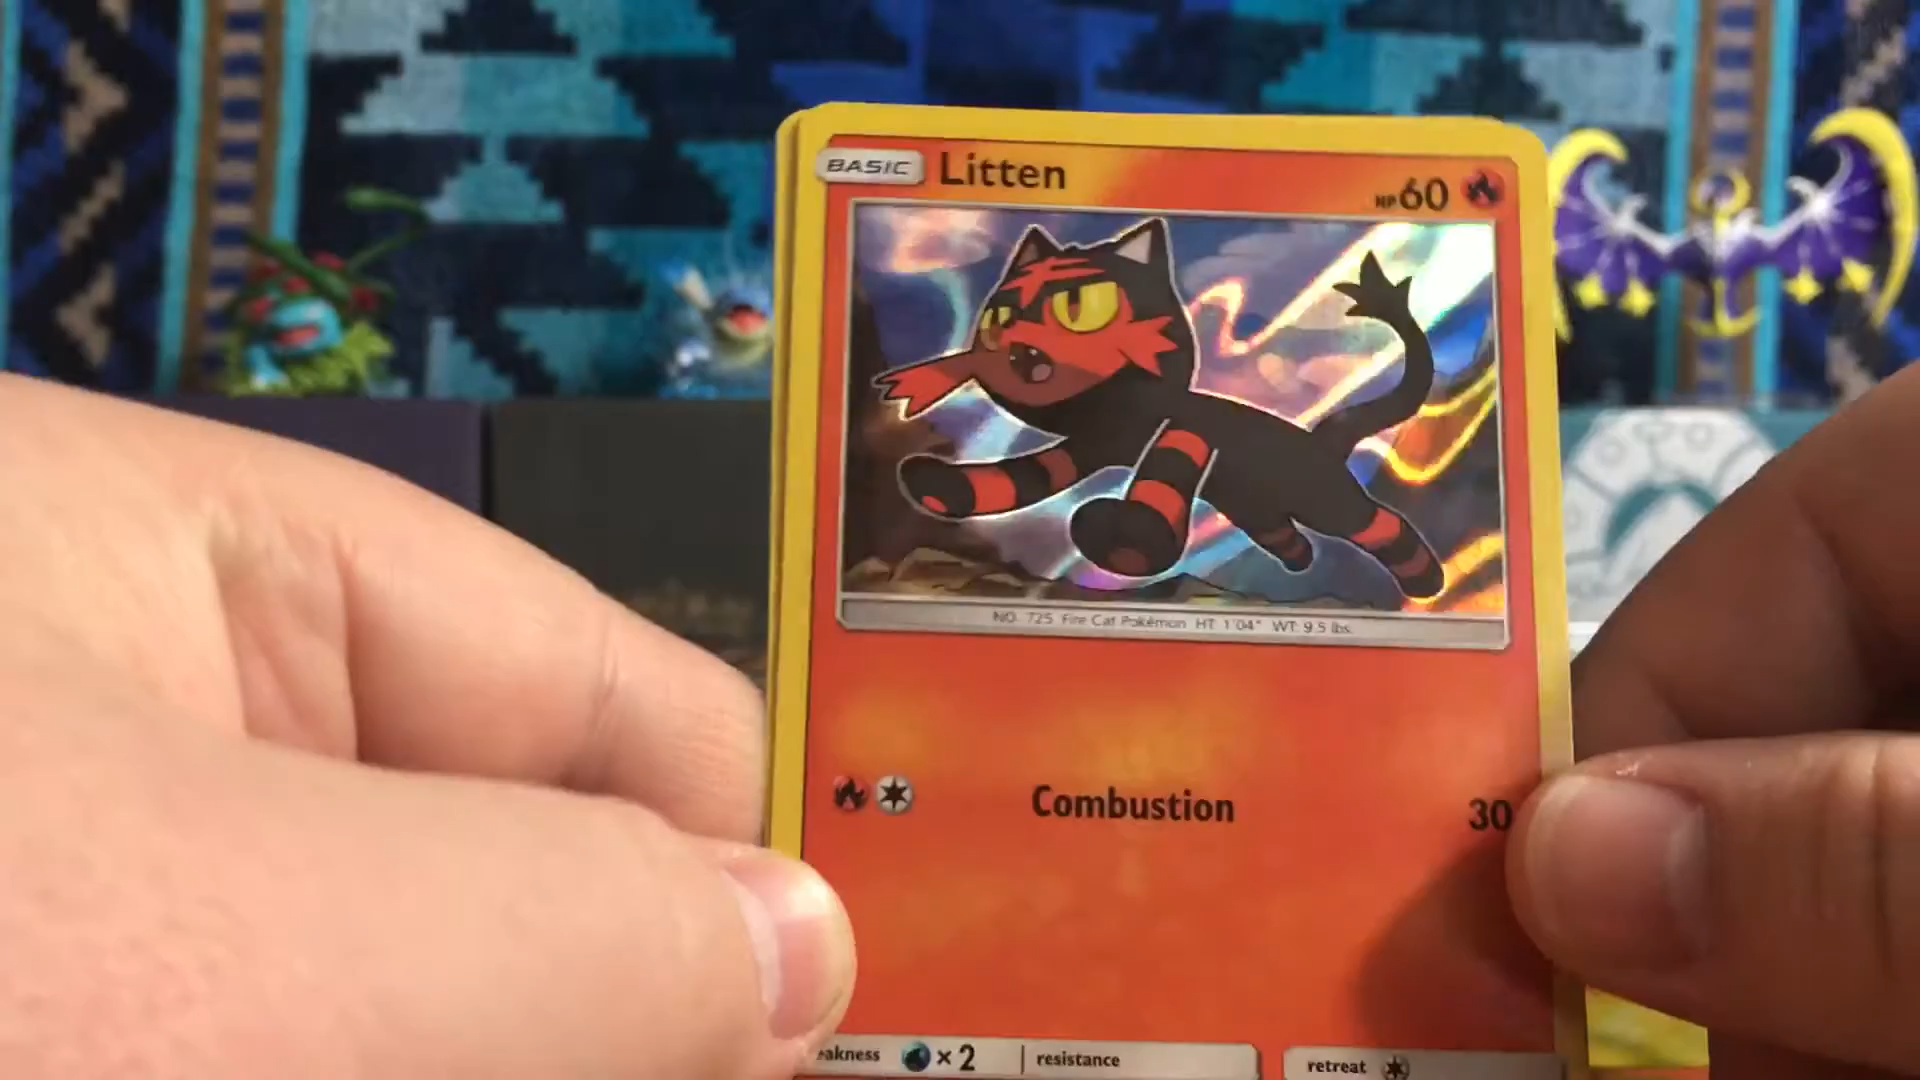 BASIC Litten HP60
NO. 725 Fire Cat Pokémon HT: 1'04" WT: 9.5 lbs.
Combustion 30
eakness ×2 resistance retreat